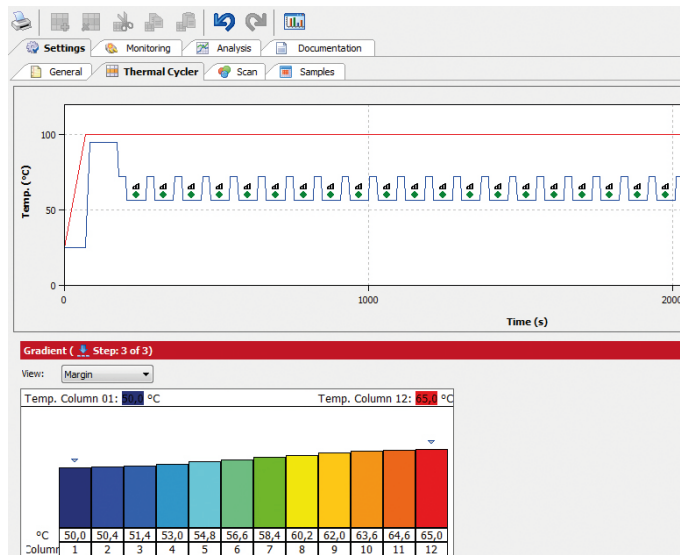 Settings Monitoring Analysis Documentation
General Thermal Cycler Scan Samples
Temp. (°C)
100
50
0
0 1000 2000
Time (s)
Gradient ( Step: 3 of 3)
View: Margin
Temp. Column 01: 50,0 °C Temp. Column 12: 65,0 °C
°C 50,0 50,4 51,4 53,0 54,8 56,6 58,4 60,2 62,0 63,6 64,6 65,0
Column 1 2 3 4 5 6 7 8 9 10 11 12